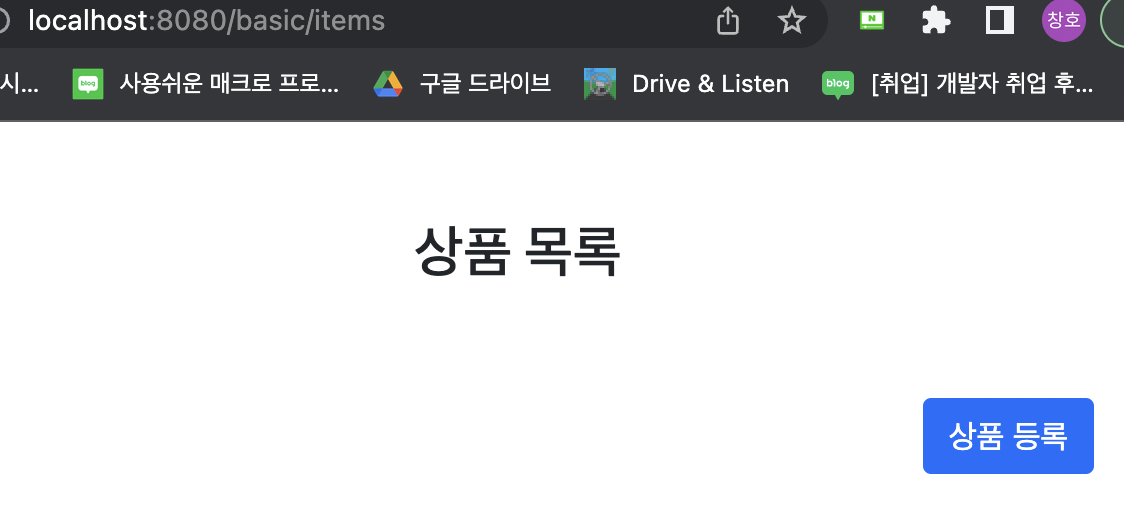 localhost:8080/basic/items
창호
시...
blog
사용쉬운 매크로 프로...
구글 드라이브
Drive & Listen
blog
[취업] 개발자 취업 후...
상품 목록
상품 등록